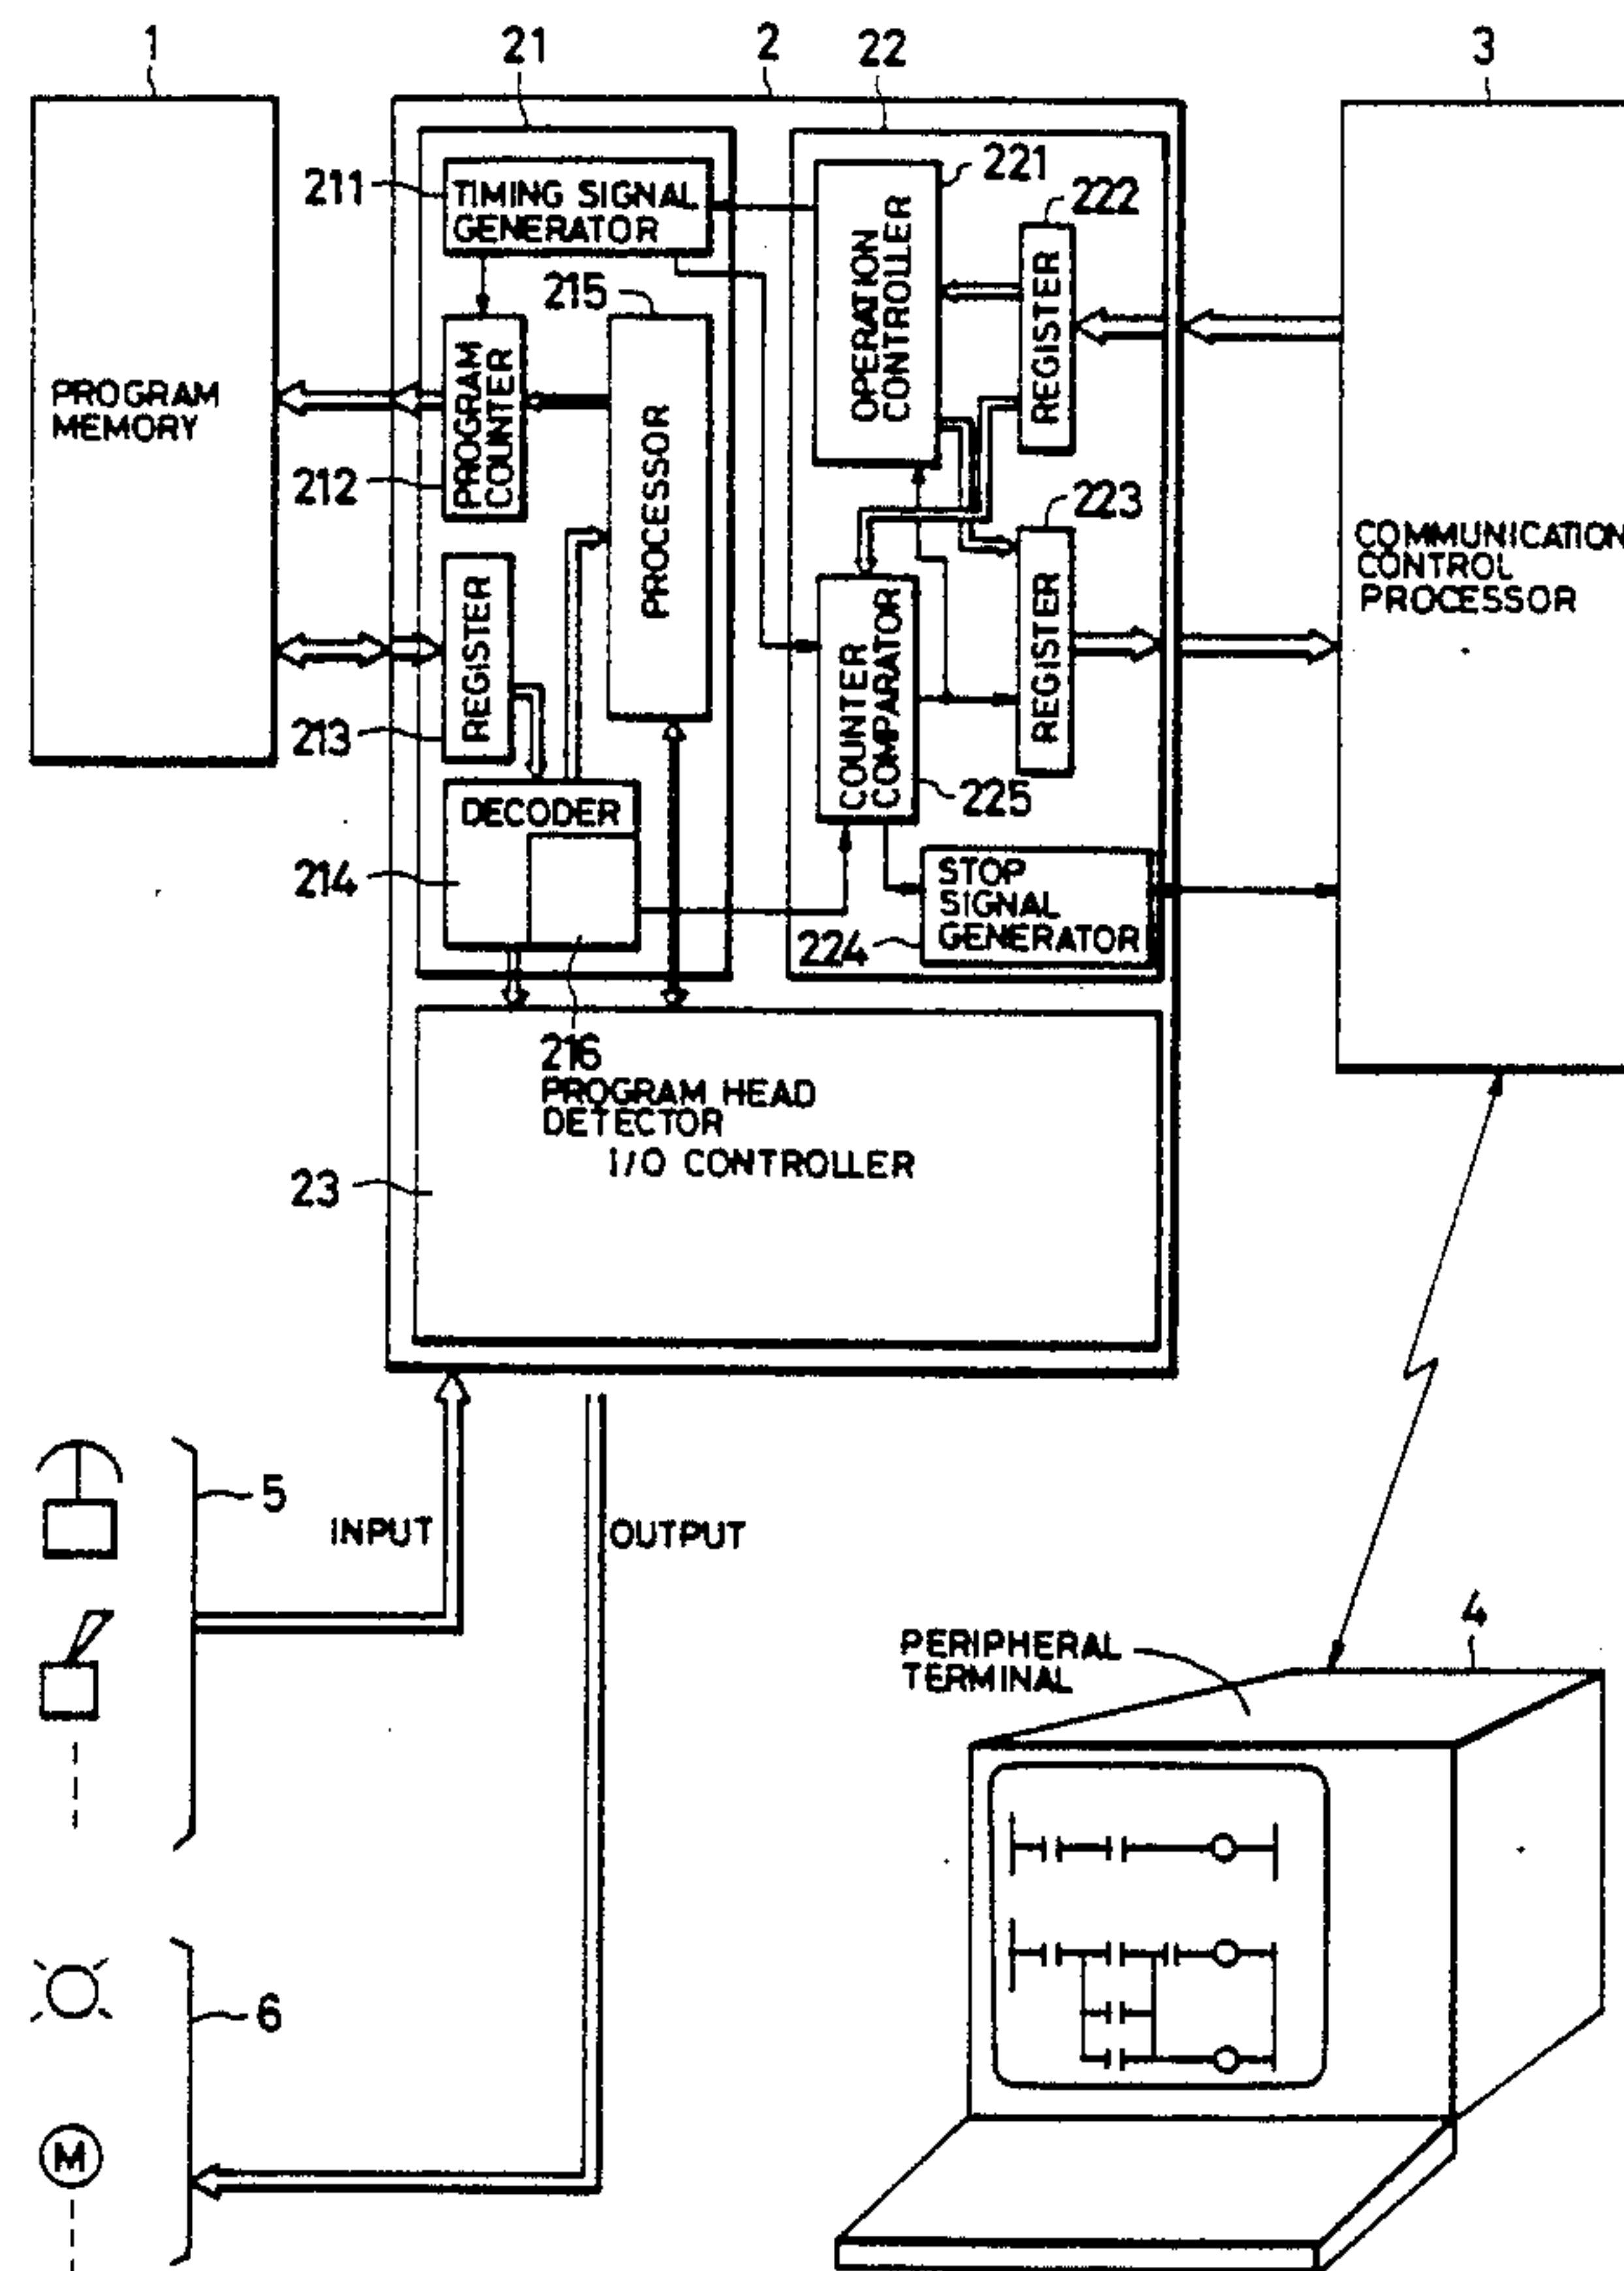 1
21
2
22
3
211
TIMING SIGNAL
GENERATOR
221
222
OPERATION
CONTROLLER
REGISTER
215
PROGRAM
MEMORY
PROGRAM
COUNTER
212
PROCESSOR
223
COMMUNICATION
CONTROL
PROCESSOR
REGISTER
213
REGISTER
COUNTER
COMPARATOR
225
DECODER
214
STOP
SIGNAL
GENERATOR
224
216
PROGRAM HEAD
DETECTOR
I/O CONTROLLER
23
5
INPUT
OUTPUT
4
PERIPHERAL
TERMINAL
6
M